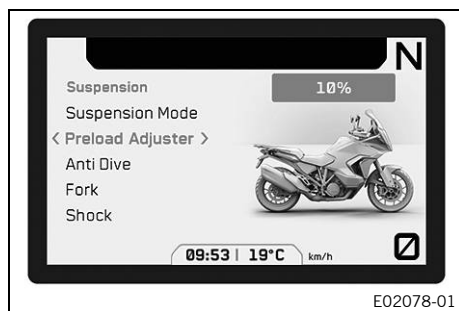 N
Suspension
10%
Suspension Mode
< Preload Adjuster >
Anti Dive
Fork
Shock
09:53 | 19°C km/h
0
E02078-01